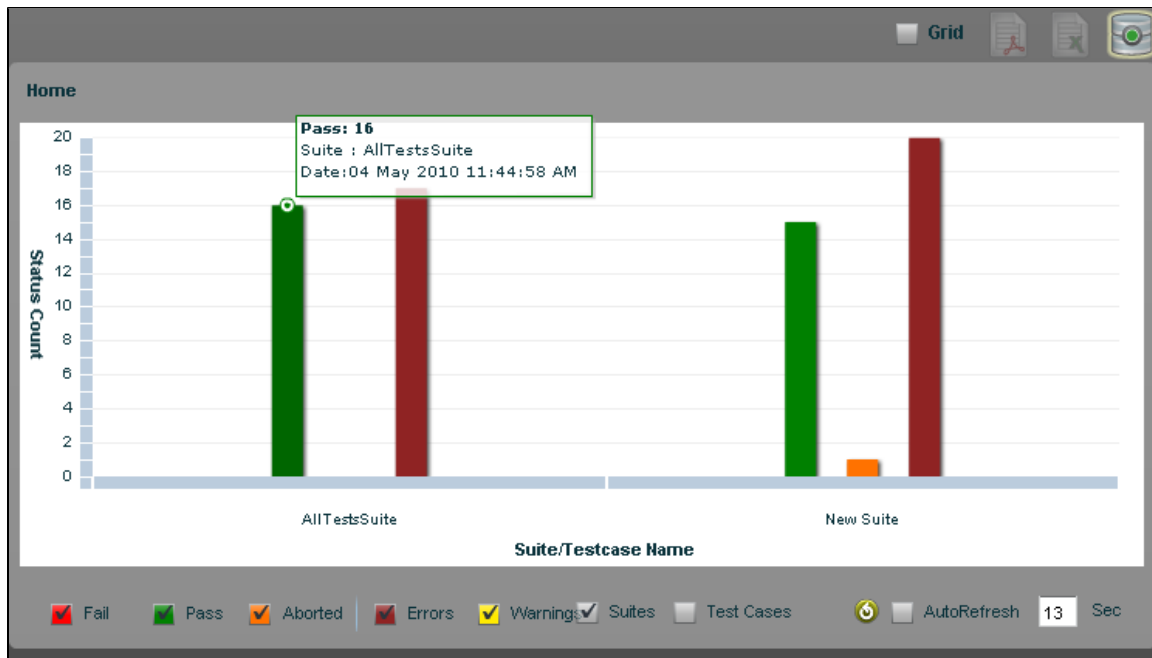 Grid
Home
Pass: 16
Suite : AllTestsSuite
Date:04 May 2010 11:44:58 AM
20
18
16
14
12
10
8
6
4
2
0
Status Count
AllTestsSuite
New Suite
Suite/Testcase Name
Fail
Pass
Aborted
Errors
Warnings
Suites
Test Cases
AutoRefresh
13
Sec